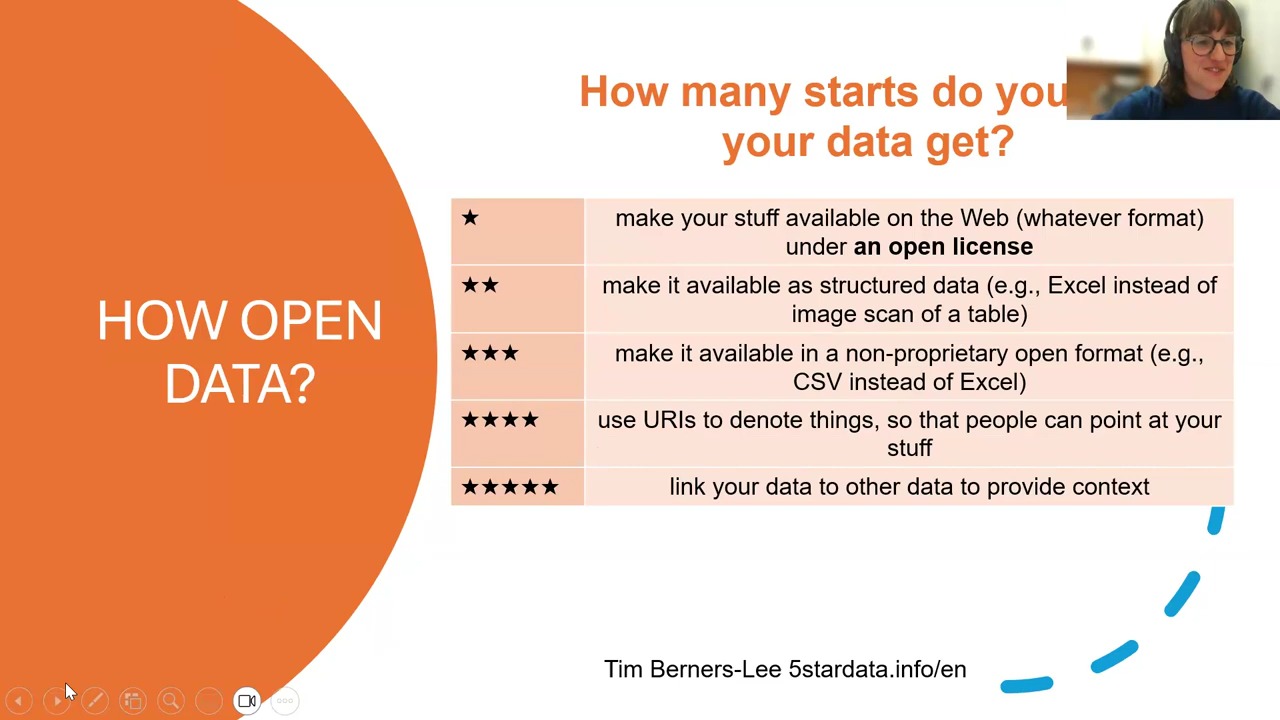 How many starts do you
your data get?
HOW OPEN
DATA?
★ make your stuff available on the Web (whatever format)
under an open license
★★ make it available as structured data (e.g., Excel instead of
image scan of a table)
★★★ make it available in a non-proprietary open format (e.g.,
CSV instead of Excel)
★★★★ use URIs to denote things, so that people can point at your
stuff
★★★★★ link your data to other data to provide context
Tim Berners-Lee 5stardata.info/en